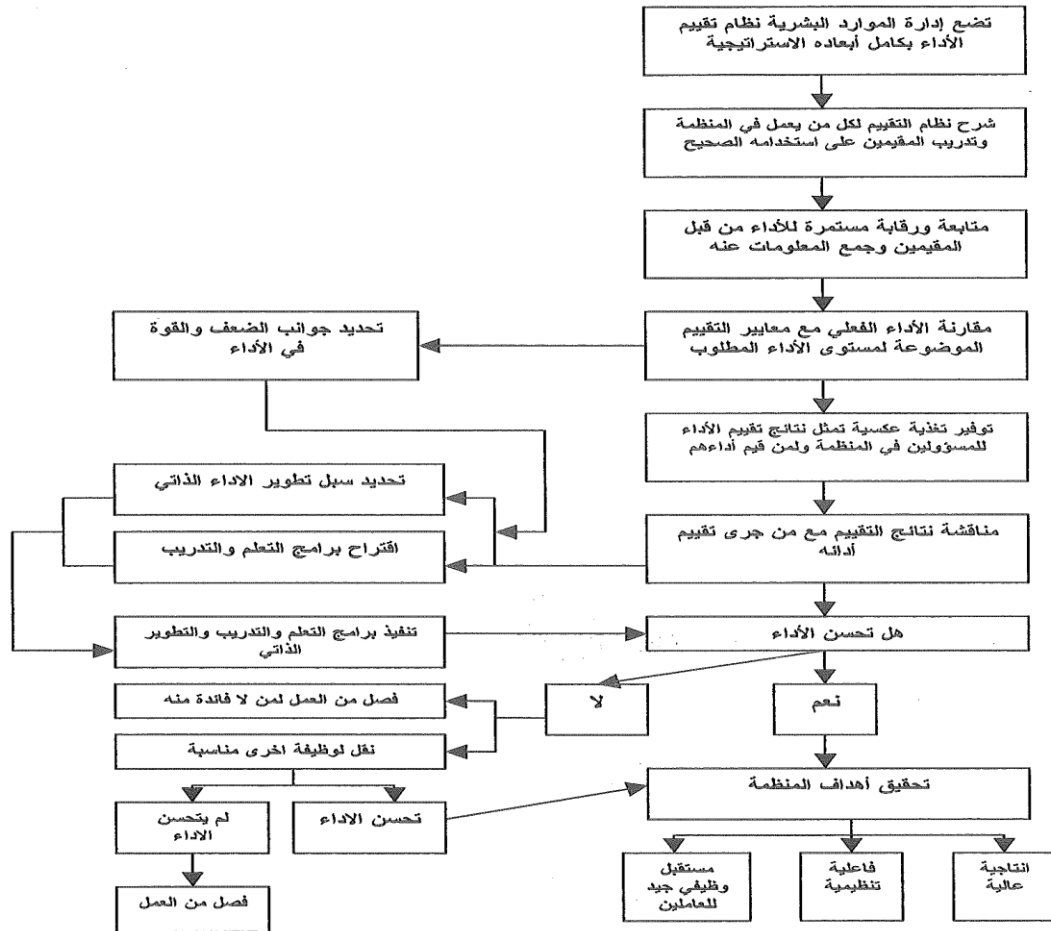 تضع إدارة الموارد البشرية نظام تقييم
الأداء بكامل أبعاده الاستراتيجية
شرح نظام التقييم لكل من يعمل في المنظمة
وتدريب المقيمين على استخدامه الصحيح
متابعة ورقابة مستمرة للأداء من قبل
المقيمين وجمع المعلومات عنه
مقارنة الأداء الفعلي مع معايير التقييم
الموضوعة لمستوى الأداء المطلوب
تحديد جوانب الضعف والقوة
في الأداء
توفير تغذية عكسية تمثل نتائج تقييم الأداء
للمسؤولين في المنظمة ولمن قيم أداءهم
تحديد سبل تطوير الاداء الذاتي
مناقشة نتائج التقييم مع من جرى تقييم
أدائه
اقتراح برامج التعلم والتدريب
هل تحسن الأداء
تنفيذ برامج التعلم والتدريب والتطوير
الذاتي
نعم
لا
فصل من العمل لمن لا فائدة منه
نقل لوظيفة اخرى مناسبة
تحقيق أهداف المنظمة
تحسن الاداء
لم يتحسن
الاداء
انتاجية
عالية
فاعلية
تنظيمية
مستقبل
وظيفي جيد
للعاملين
فصل من العمل